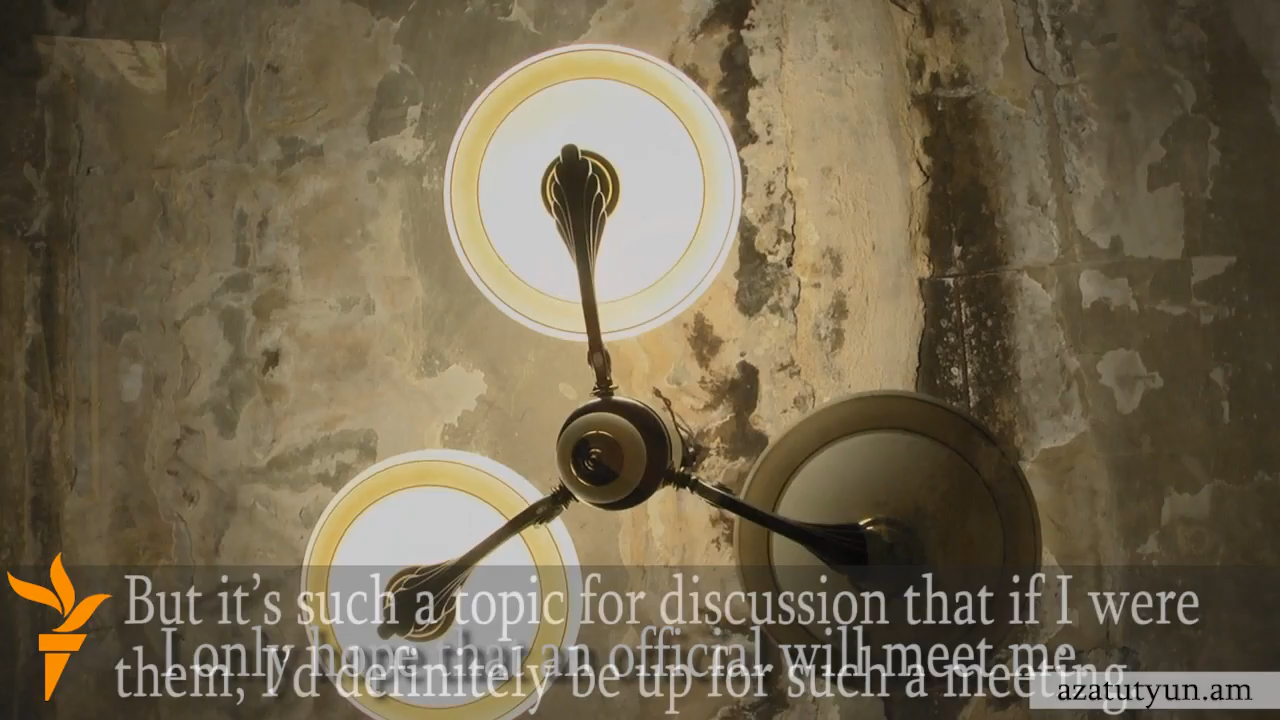 But it’s such a topic for discussion that if I were
I only hope that an official will meet me
them, I’d definitely be up for such a meeting.
azatutyun.am